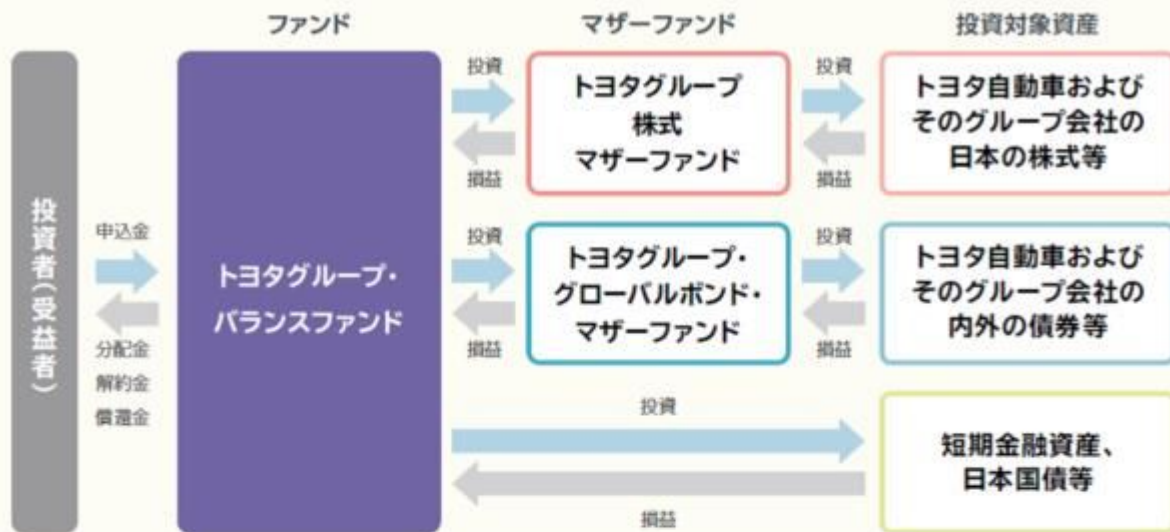 ファンド
マザーファンド
投資対象資産
投資者(受益者)
申込金
分配金
解約金
償還金
トヨタグループ・
バランスファンド
投資
損益
トヨタグループ
株式
マザーファンド
投資
損益
トヨタ自動車および
そのグループ会社の
日本の株式等
投資
損益
トヨタグループ・
グローバルボンド・
マザーファンド
投資
損益
トヨタ自動車および
そのグループ会社の
内外の債券等
投資
損益
短期金融資産、
日本国債等